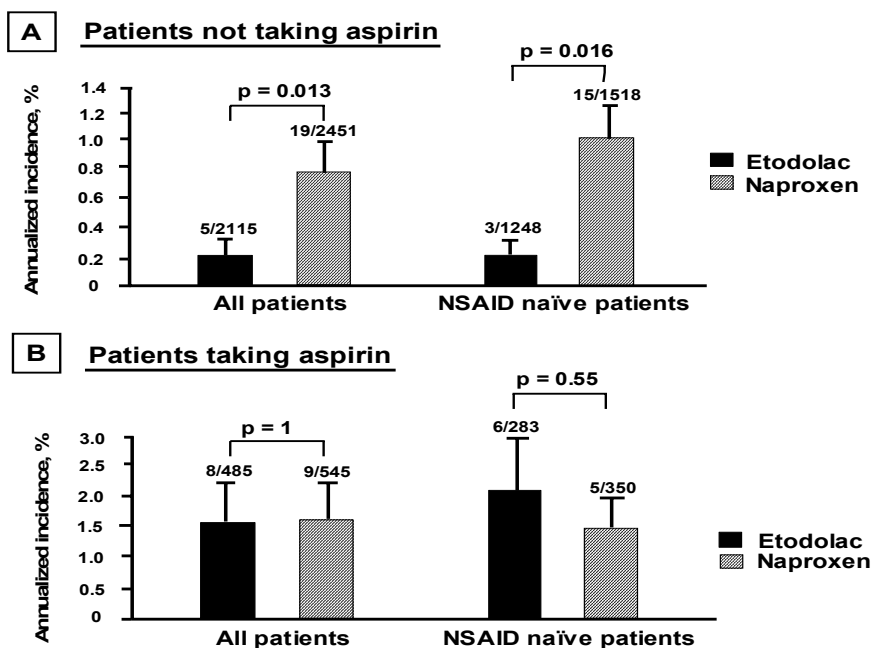 A Patients not taking aspirin
p = 0.013
p = 0.016
Annualized incidence, %
1.4
1.2
1.0
0.8
0.6
0.4
0.2
0
5/2115
19/2451
3/1248
15/1518
All patients
NSAID naïve patients
Etodolac
Naproxen
B Patients taking aspirin
p = 1
p = 0.55
Annualized incidence, %
3.0
2.5
2.0
1.5
1.0
0.5
0
8/485
9/545
6/283
5/350
All patients
NSAID naïve patients
Etodolac
Naproxen